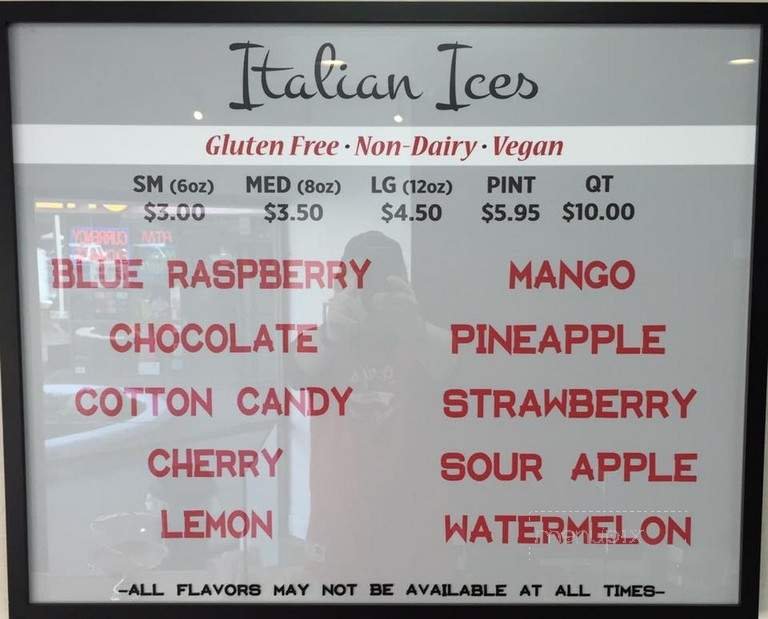 Italian Ices
Gluten Free · Non-Dairy · Vegan
SM (6oz) MED (8oz) LG (12oz) PINT QT
$3.00 $3.50 $4.50 $5.95 $10.00
BLUE RASPBERRY MANGO
CHOCOLATE PINEAPPLE
COTTON CANDY STRAWBERRY
CHERRY SOUR APPLE
LEMON WATERMELON
-ALL FLAVORS MAY NOT BE AVAILABLE AT ALL TIMES-